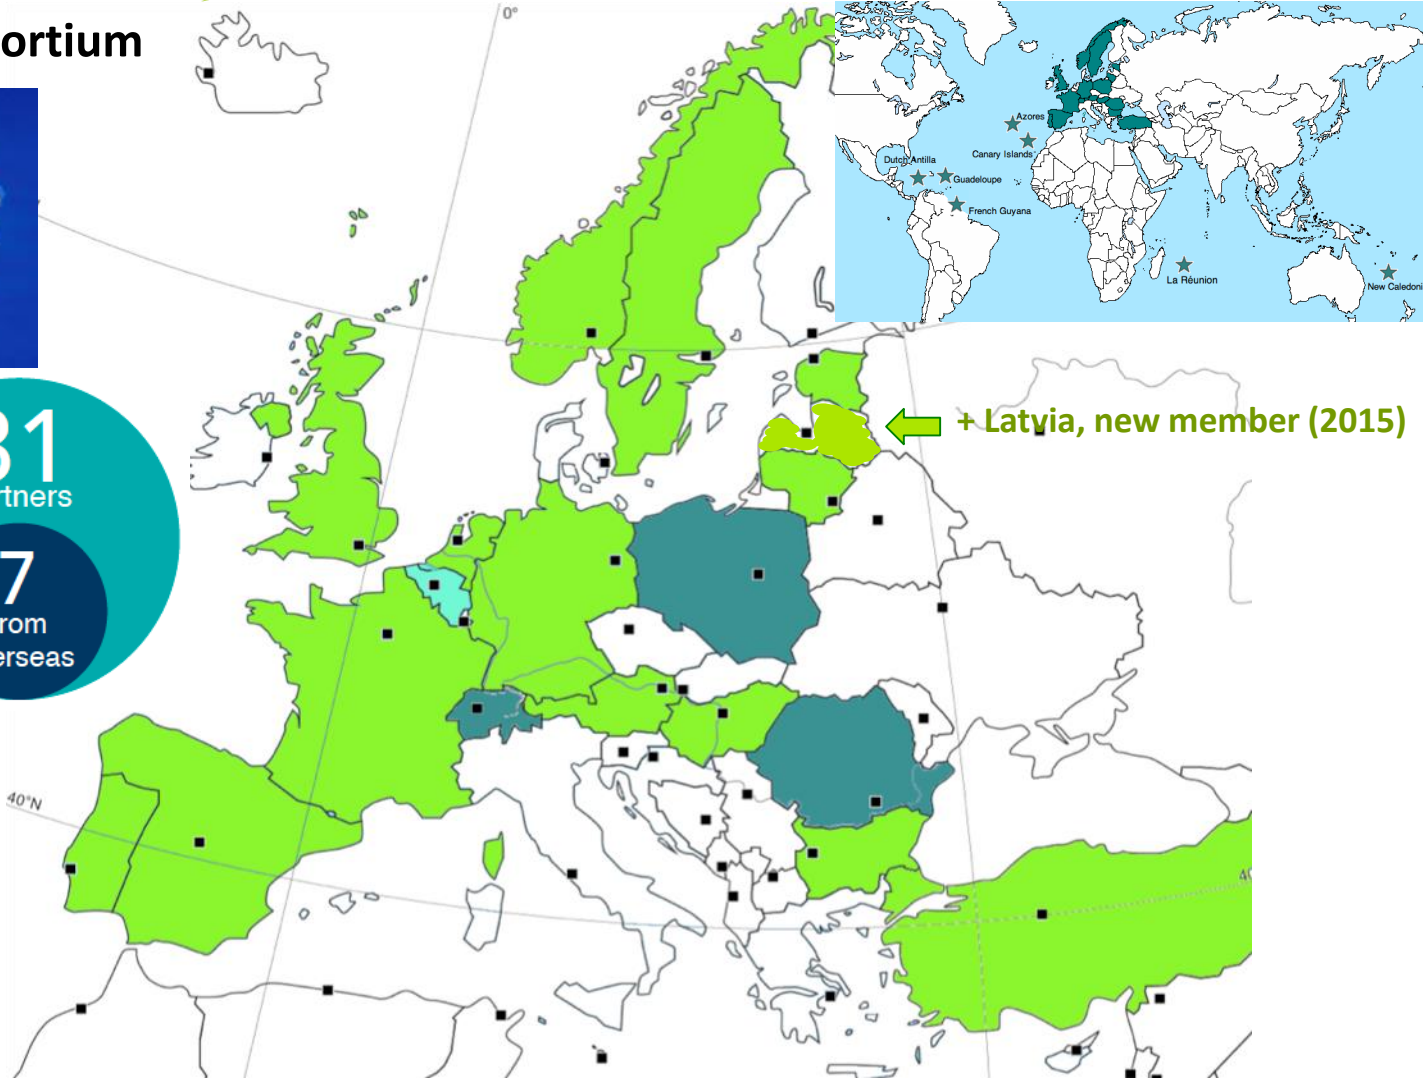 ortium
0°
Azores
Canary Islands
Dutch Antilla
Guadeloupe
French Guyana
La Réunion
New Caledoni
+ Latvia, new member (2015)
31
rtners
7
rom
erseas
40°N
40